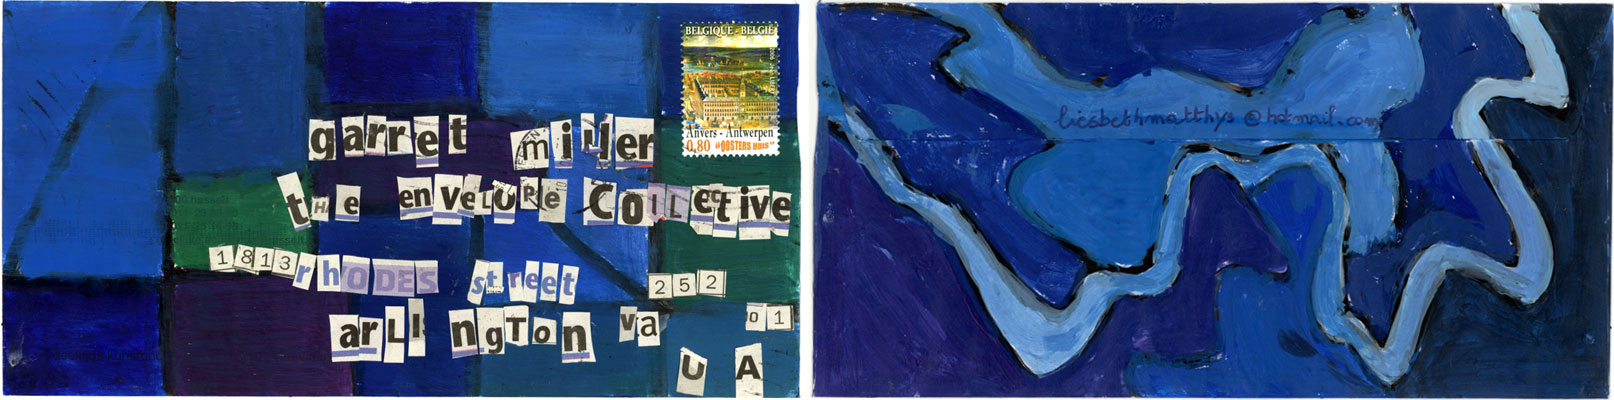 BELGIQUE - BELGIË
Anvers - Antwerpen
0,80 "OOSTERS HUIS"
garret miller
tHe enveLOPe COLLEctive
1813 rhODES street 252
arLINgTon va 01
U A
liesbethmatthys @ hotmail.com